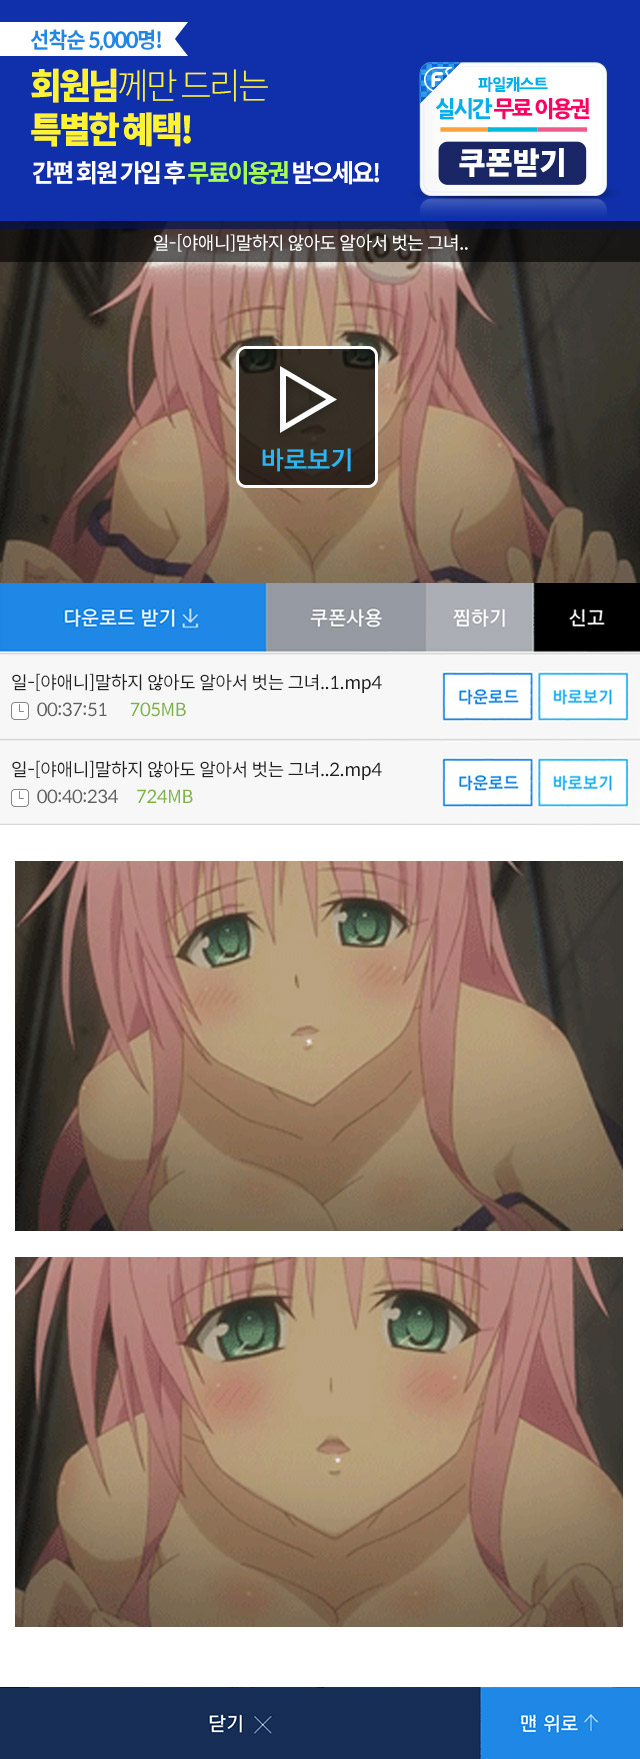 선착순 5,000명!
회원님께만 드리는
특별한 혜택!
간편 회원 가입 후 무료이용권 받으세요!
파일캐스트
실시간 무료 이용권
쿠폰받기
일-[야애니]말하지 않아도 알아서 벗는 그녀..
바로보기
다운로드 받기
쿠폰사용
찜하기
신고
일-[야애니]말하지 않아도 알아서 벗는 그녀..1.mp4
00:37:51 705MB
다운로드
바로보기
일-[야애니]말하지 않아도 알아서 벗는 그녀..2.mp4
00:40:234 724MB
다운로드
바로보기
닫기
맨 위로